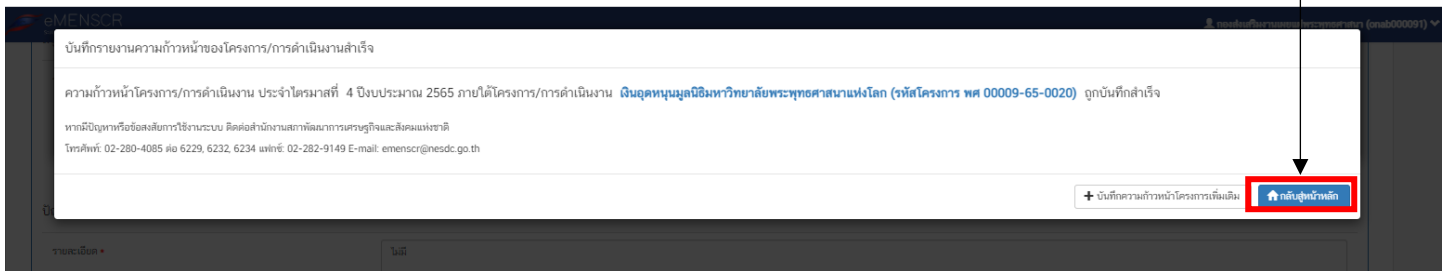 eMENSCR
กองส่งเสริมงานเผยแผ่พระพุทธศาสนา (onab000091)
บันทึกรายงานความก้าวหน้าของโครงการ/การดำเนินงานสำเร็จ
ความก้าวหน้าโครงการ/การดำเนินงาน ประจำไตรมาสที่ 4 ปีงบประมาณ 2565 ภายใต้โครงการ/การดำเนินงาน เงินอุดหนุนมูลนิธิมหาวิทยาลัยพระพุทธศาสนาแห่งโลก (รหัสโครงการ พศ 00009-65-0020) ถูกบันทึกสำเร็จ
หากมีปัญหาหรือข้อสงสัยการใช้งานระบบ ติดต่อสำนักงานสภาพัฒนาการเศรษฐกิจและสังคมแห่งชาติ
โทรศัพท์: 02-280-4085 ต่อ 6229, 6232, 6234 แฟกซ์: 02-282-9149 E-mail: emenscr@nesdc.go.th
บันทึกความก้าวหน้าโครงการเพิ่มเติม กลับสู่หน้าหลัก
รายละเอียด * ไม่มี